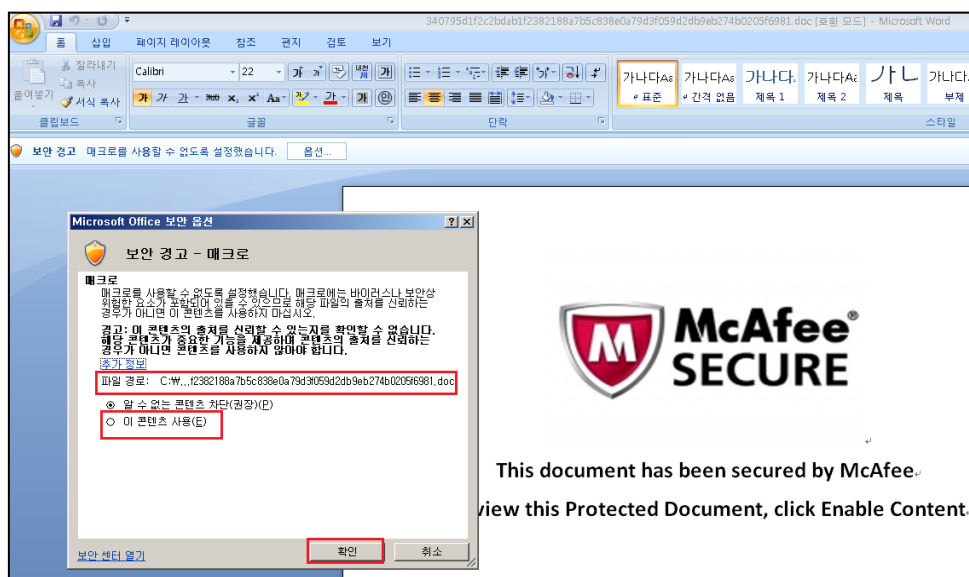 340795d1f2c2bdab1f2382188a7b5c838e0a79d3f059d2db9eb274b0205f6981.doc [호환 모드] - Microsoft Word
홈 삽입 페이지 레이아웃 참조 편지 검토 보기
잘라내기
복사
붙여넣기
서식 복사
클립보드
Calibri 22
글꼴
단락
가나다AaI 가나다AaI 가나다. 가나다Aa 가나 가나다.
표준 간격 없음 제목 1 제목 2 제목 부제
스타일
보안 경고 매크로를 사용할 수 없도록 설정했습니다. 옵션...
Microsoft Office 보안 옵션
보안 경고 - 매크로
매크로
매크로를 사용할 수 없도록 설정했습니다. 매크로에는 바이러스나 보안상
위험한 요소가 포함되어 있을 수 있으므로 해당 파일의 출처를 신뢰하는
경우가 아니면 이 콘텐츠를 사용하지 마십시오.
경고: 이 콘텐츠의 출처를 신뢰할 수 있는지를 확인할 수 없습니다.
해당 콘텐츠가 중요한 기능을 제공하며 콘텐츠의 출처를 신뢰하는
경우가 아니면 콘텐츠를 사용하지 않아야 합니다.
추가 정보
파일 경로: C:₩...f2382188a7b5c838e0a79d3f059d2db9eb274b0205f6981.doc
알 수 없는 콘텐츠 차단(권장)(P)
이 콘텐츠 사용(E)
보안 센터 열기 확인 취소
McAfee®
SECURE
This document has been secured by McAfee
view this Protected Document, click Enable Content.